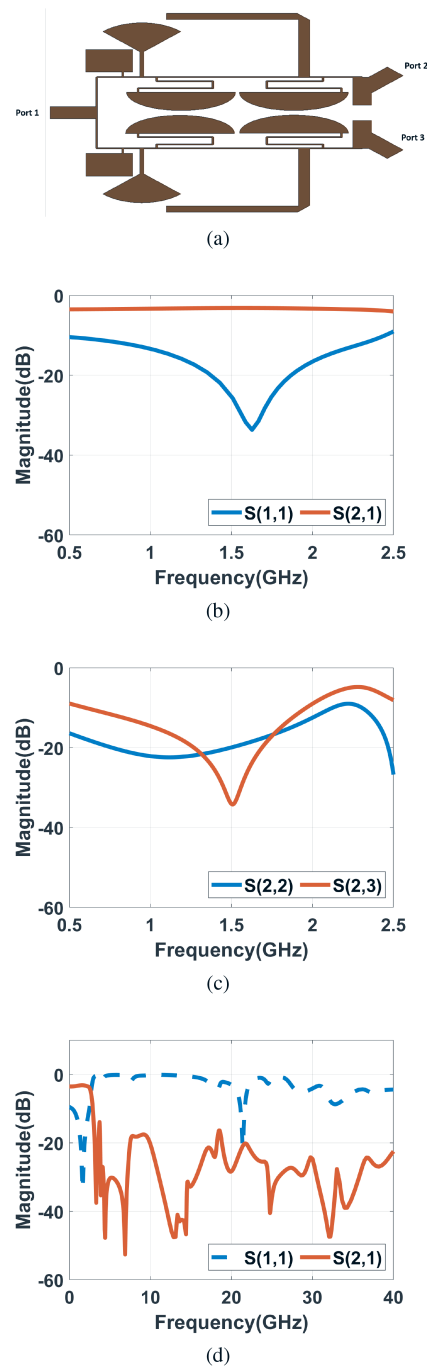 Port 1
Port 2
Port 3
(a)
0
-20
-40
-60
Magnitude(dB)
S(1,1) S(2,1)
0.5 1 1.5 2 2.5
Frequency(GHz)
(b)
0
-20
-40
-60
Magnitude(dB)
S(2,2) S(2,3)
0.5 1 1.5 2 2.5
Frequency(GHz)
(c)
0
-20
-40
-60
Magnitude(dB)
S(1,1) S(2,1)
0 10 20 30 40
Frequency(GHz)
(d)